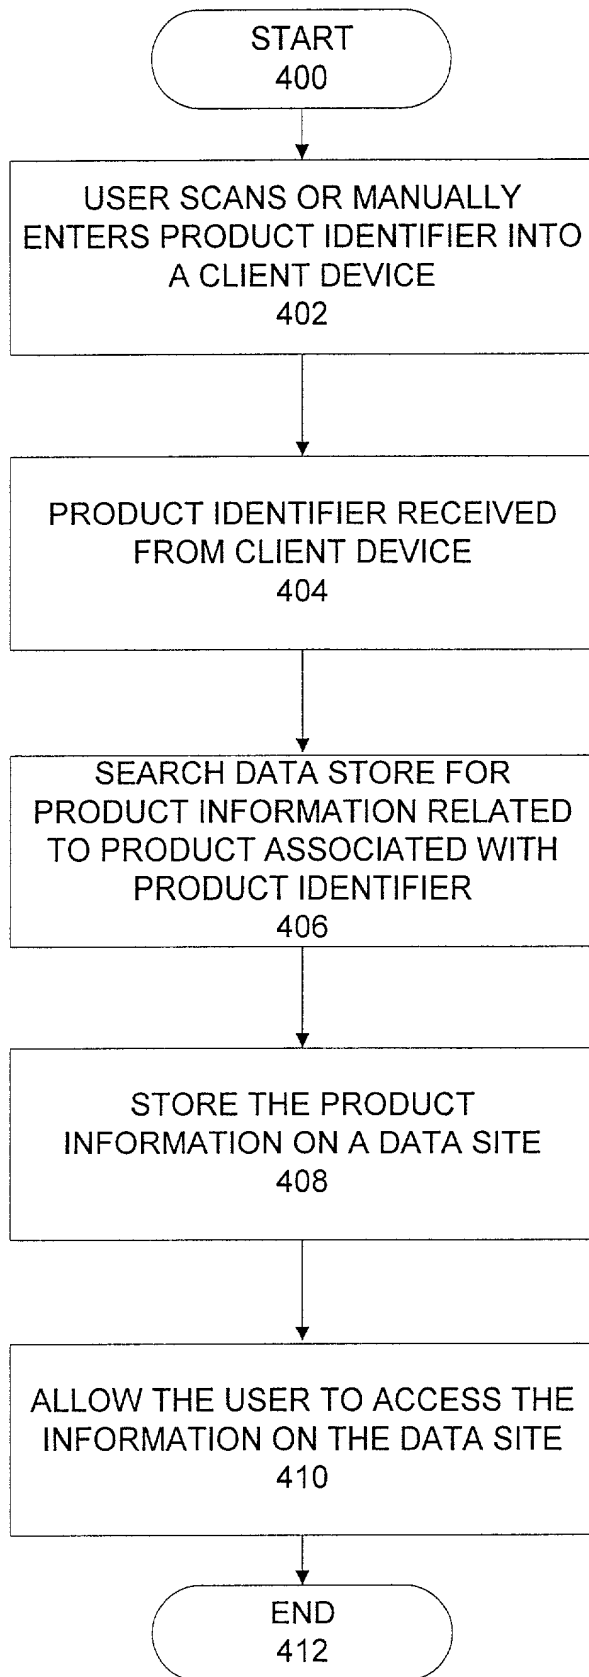 START
400
USER SCANS OR MANUALLY
ENTERS PRODUCT IDENTIFIER INTO
A CLIENT DEVICE
402
PRODUCT IDENTIFIER RECEIVED
FROM CLIENT DEVICE
404
SEARCH DATA STORE FOR
PRODUCT INFORMATION RELATED
TO PRODUCT ASSOCIATED WITH
PRODUCT IDENTIFIER
406
STORE THE PRODUCT
INFORMATION ON A DATA SITE
408
ALLOW THE USER TO ACCESS THE
INFORMATION ON THE DATA SITE
410
END
412